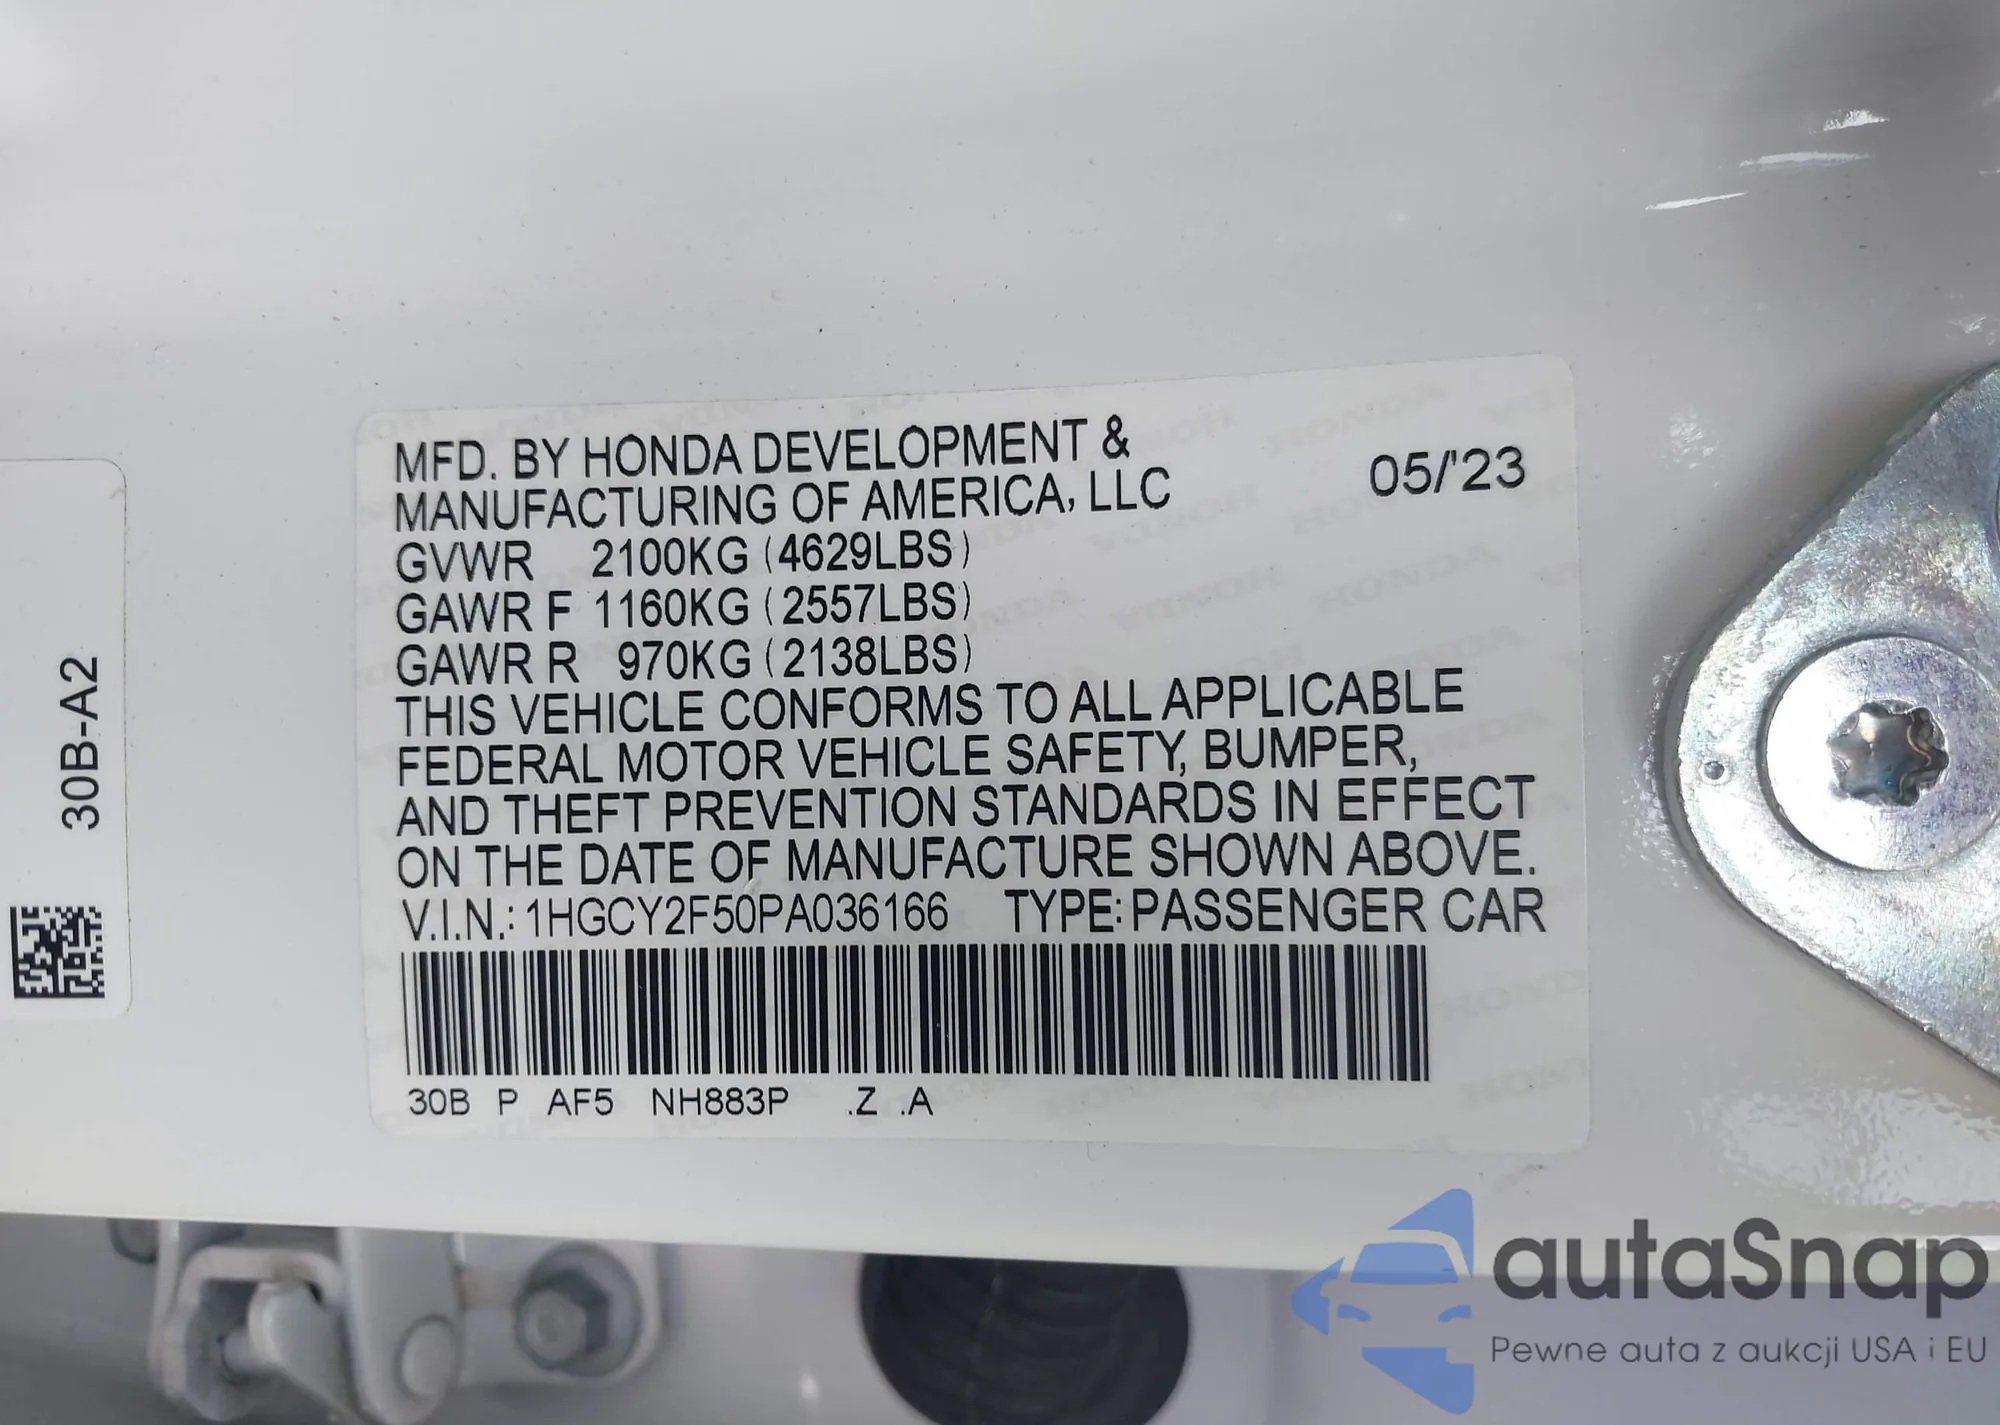 MFD. BY HONDA DEVELOPMENT &
MANUFACTURING OF AMERICA, LLC
05/'23
GVWR 2100KG (4629LBS)
GAWR F 1160KG (2557LBS)
GAWR R 970KG (2138LBS)
THIS VEHICLE CONFORMS TO ALL APPLICABLE
FEDERAL MOTOR VEHICLE SAFETY, BUMPER,
AND THEFT PREVENTION STANDARDS IN EFFECT
ON THE DATE OF MANUFACTURE SHOWN ABOVE.
V.I.N.: 1HGCY2F50PA036166 TYPE: PASSENGER CAR
30B P AF5 NH883P .Z .A
30B-A2
autaSnap
Pewne auta z aukcji USA i EU